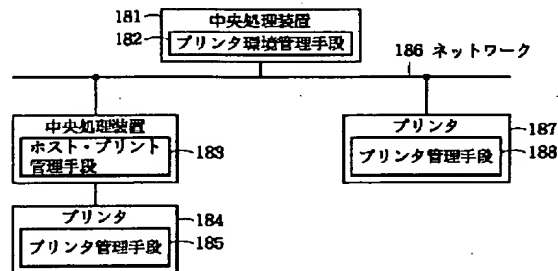 181
中央処理装置
182
プリンタ環境管理手段
186 ネットワーク
中央処理装置
ホスト・プリント
管理手段
183
プリンタ
187
プリンタ管理手段
188
プリンタ
184
プリンタ管理手段
185